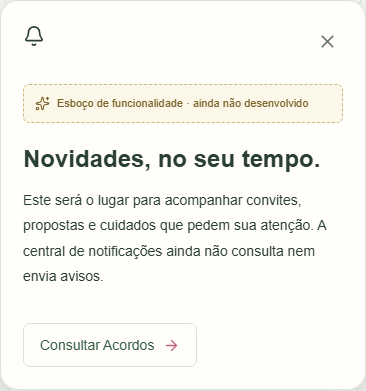 Esboço de funcionalidade · ainda não desenvolvido
Novidades, no seu tempo.
Este será o lugar para acompanhar convites,
propostas e cuidados que pedem sua atenção. A
central de notificações ainda não consulta nem
envia avisos.
Consultar Acordos